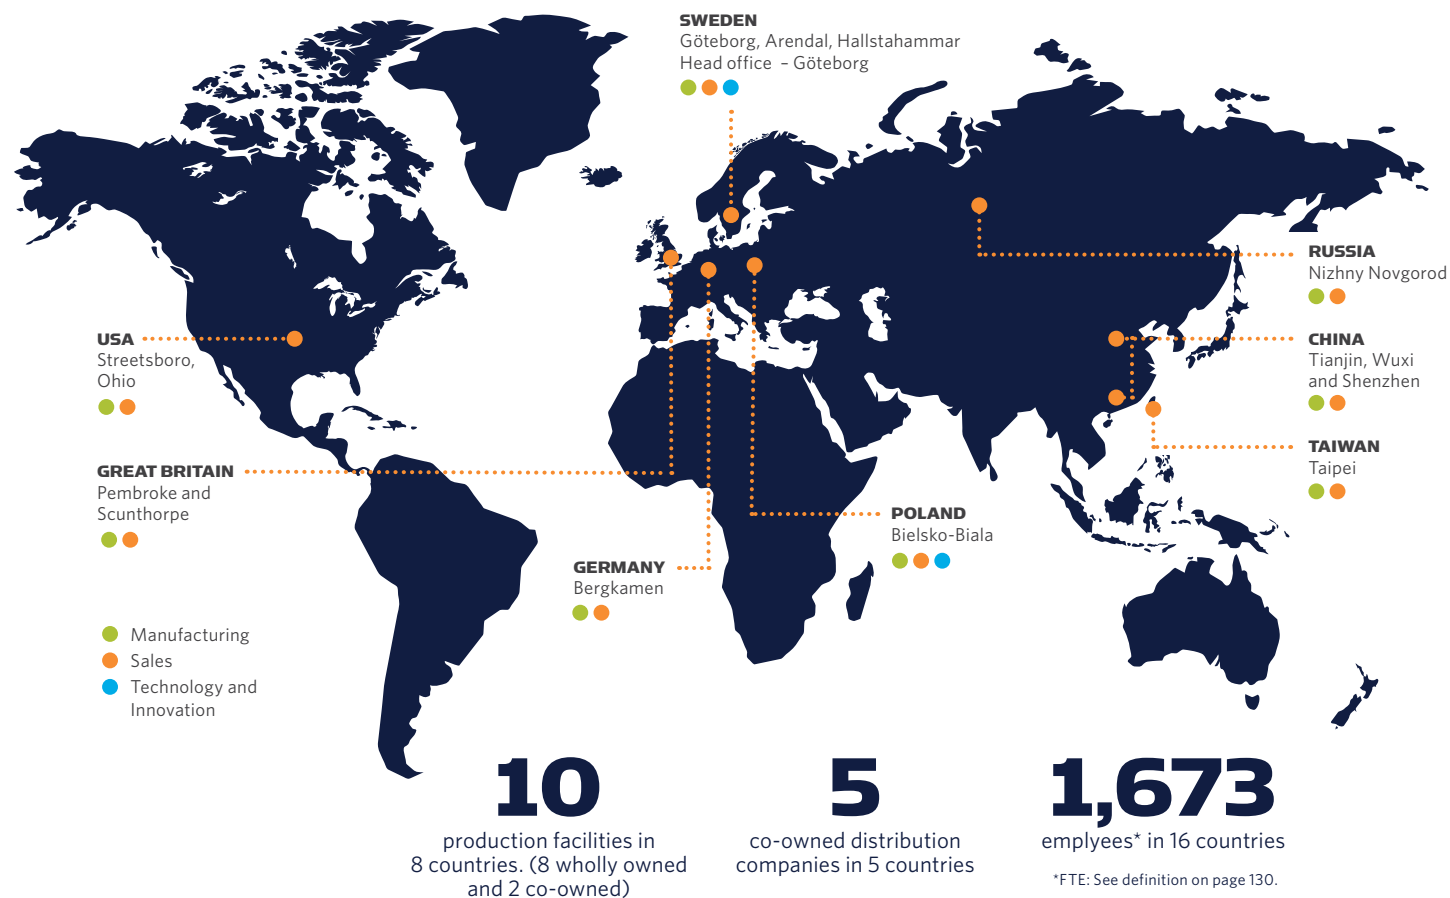 SWEDEN
Göteborg, Arendal, Hallstahammar
Head office – Göteborg
RUSSIA
Nizhny Novgorod
USA
Streetsboro,
Ohio
CHINA
Tianjin, Wuxi
and Shenzhen
TAIWAN
Taipei
GREAT BRITAIN
Pembroke and
Scunthorpe
POLAND
Bielsko-Biala
GERMANY
Bergkamen
Manufacturing
Sales
Technology and
Innovation
10
production facilities in
8 countries. (8 wholly owned
and 2 co-owned)
5
co-owned distribution
companies in 5 countries
1,673
emplyees* in 16 countries
*FTE: See definition on page 130.